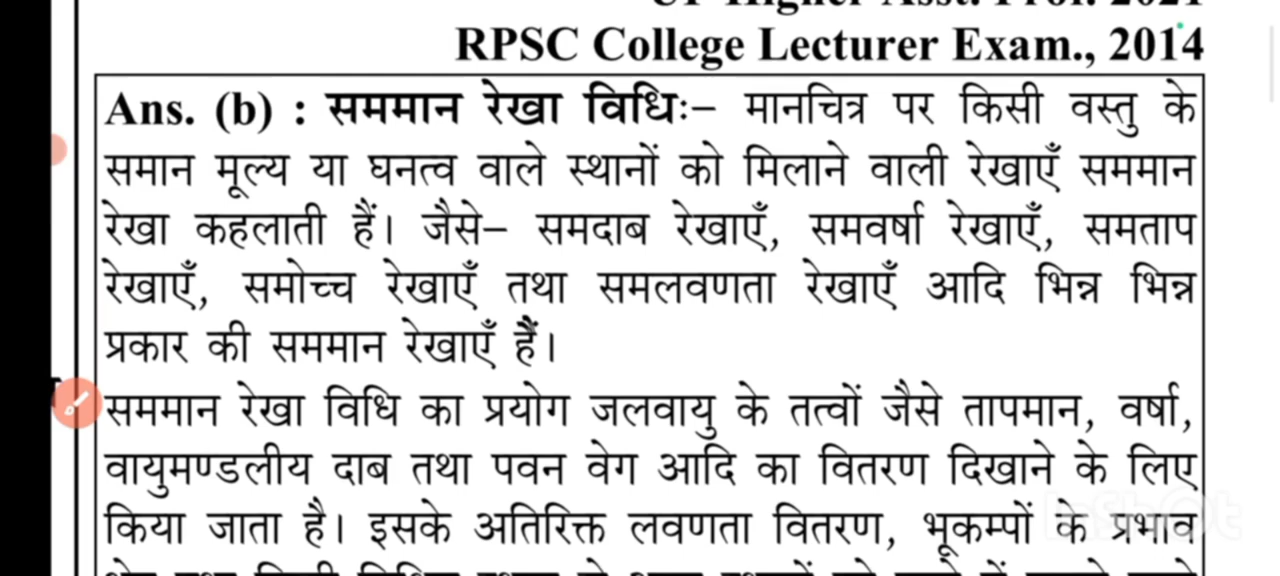 RPSC College Lecturer Exam., 2014
Ans. (b) : सममान रेखा विधिः– मानचित्र पर किसी वस्तु के
समान मूल्य या घनत्व वाले स्थानों को मिलाने वाली रेखाएँ सममान
रेखा कहलाती हैं। जैसे– समदाब रेखाएँ, समवर्षा रेखाएँ, समताप
रेखाएँ, समोच्च रेखाएँ तथा समलवणता रेखाएँ आदि भिन्न भिन्न
प्रकार की सममान रेखाएँ हैं।
सममान रेखा विधि का प्रयोग जलवायु के तत्वों जैसे तापमान, वर्षा,
वायुमण्डलीय दाब तथा पवन वेग आदि का वितरण दिखाने के लिए
किया जाता है। इसके अतिरिक्त लवणता वितरण, भूकम्पों के प्रभाव
InShot